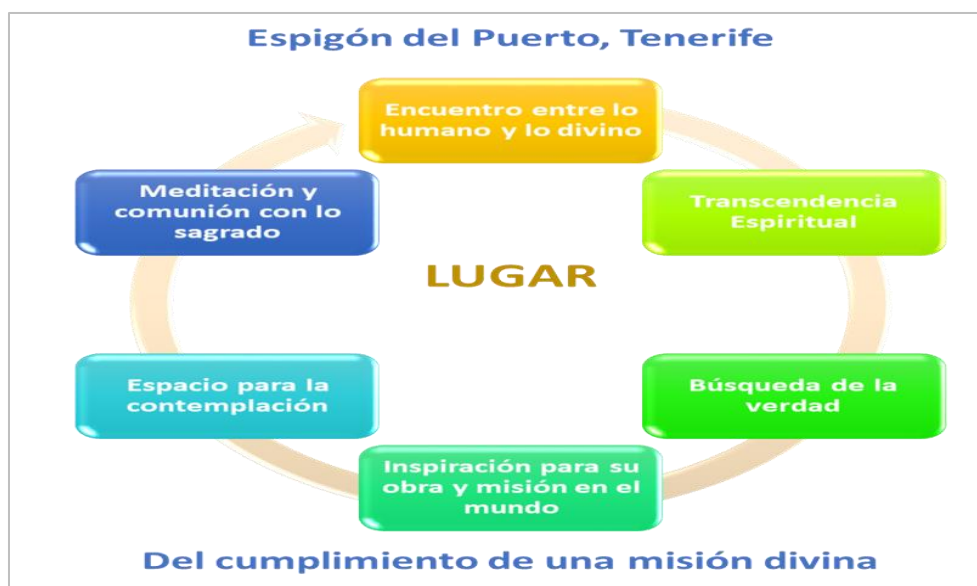 Espigón del Puerto, Tenerife
Encuentro entre lo
humano y lo divino
Transcendencia
Espiritual
Búsqueda de la
verdad
Inspiración para su
obra y misión en el
mundo
Espacio para la
contemplación
Meditación y
comunión con lo
sagrado
LUGAR
Del cumplimiento de una misión divina